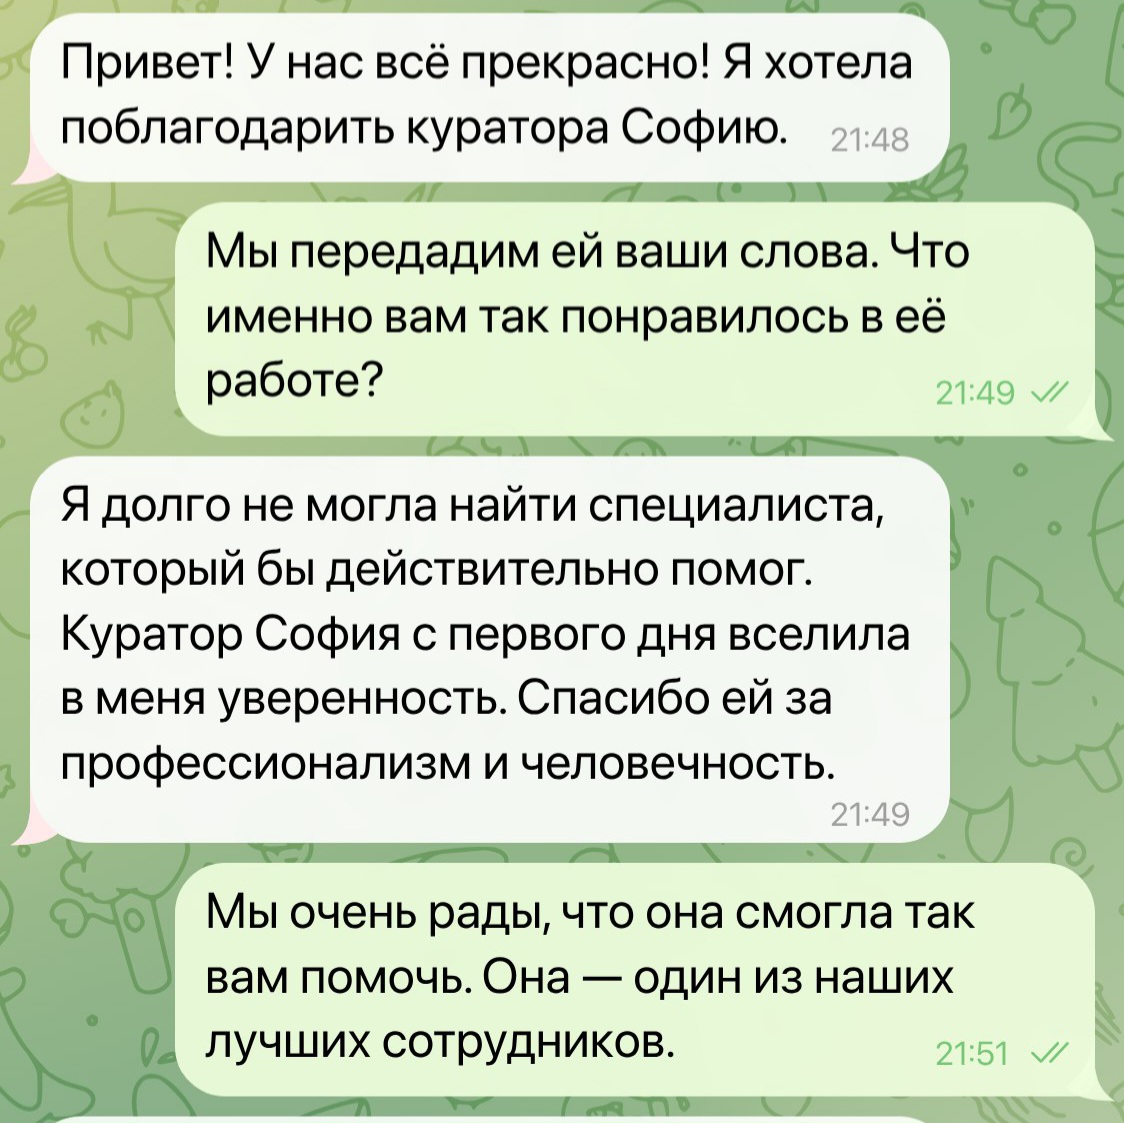 Привет! У нас всё прекрасно! Я хотела
поблагодарить куратора Софию. 21:48
Мы передадим ей ваши слова. Что
именно вам так понравилось в её
работе? 21:49
Я долго не могла найти специалиста,
который бы действительно помог.
Куратор София с первого дня вселила
в меня уверенность. Спасибо ей за
профессионализм и человечность.
21:49
Мы очень рады, что она смогла так
вам помочь. Она — один из наших
лучших сотрудников. 21:51